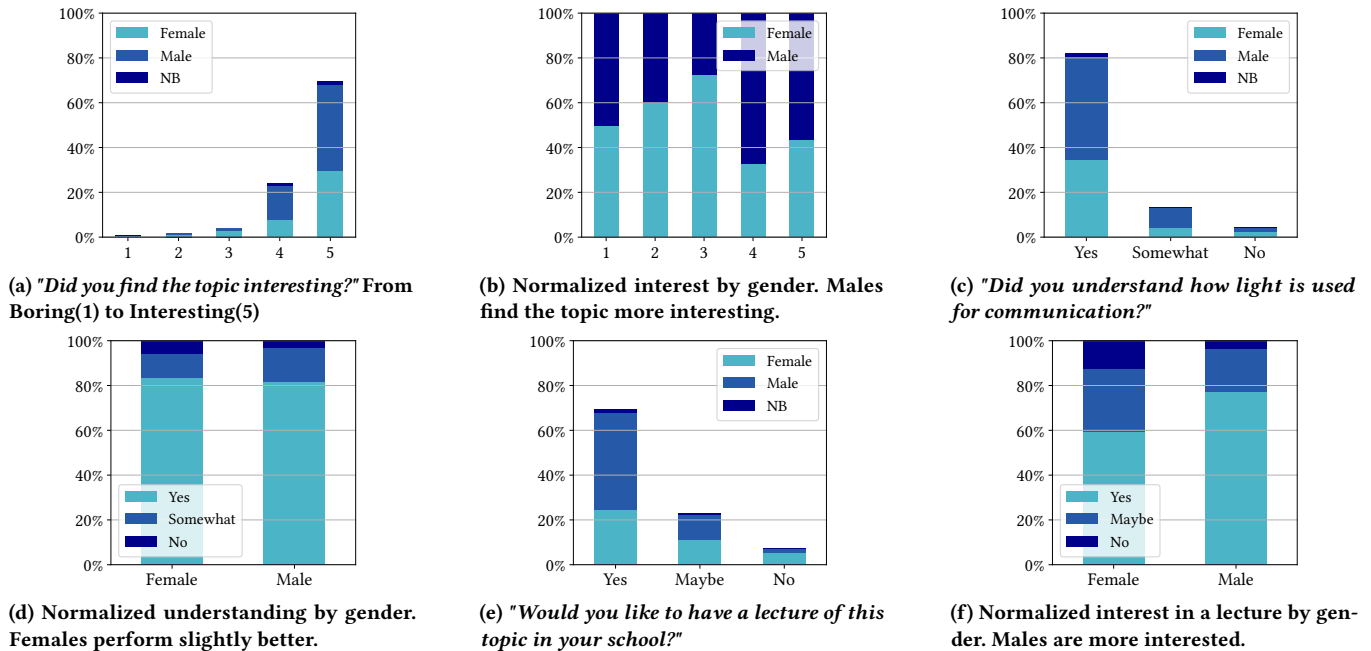 100%
80%
60%
40%
20%
0%
Female
Male
NB
1 2 3 4 5
(a) "Did you find the topic interesting?" From
Boring(1) to Interesting(5)
100%
80%
60%
40%
20%
0%
Female
Male
1 2 3 4 5
(b) Normalized interest by gender. Males
find the topic more interesting.
100%
80%
60%
40%
20%
0%
Female
Male
NB
Yes Somewhat No
(c) "Did you understand how light is used
for communication?"
100%
80%
60%
40%
20%
0%
Yes
Somewhat
No
Female Male
(d) Normalized understanding by gender.
Females perform slightly better.
100%
80%
60%
40%
20%
0%
Female
Male
NB
Yes Maybe No
(e) "Would you like to have a lecture of this
topic in your school?"
100%
80%
60%
40%
20%
0%
Yes
Maybe
No
Female Male
(f) Normalized interest in a lecture by gen-
der. Males are more interested.